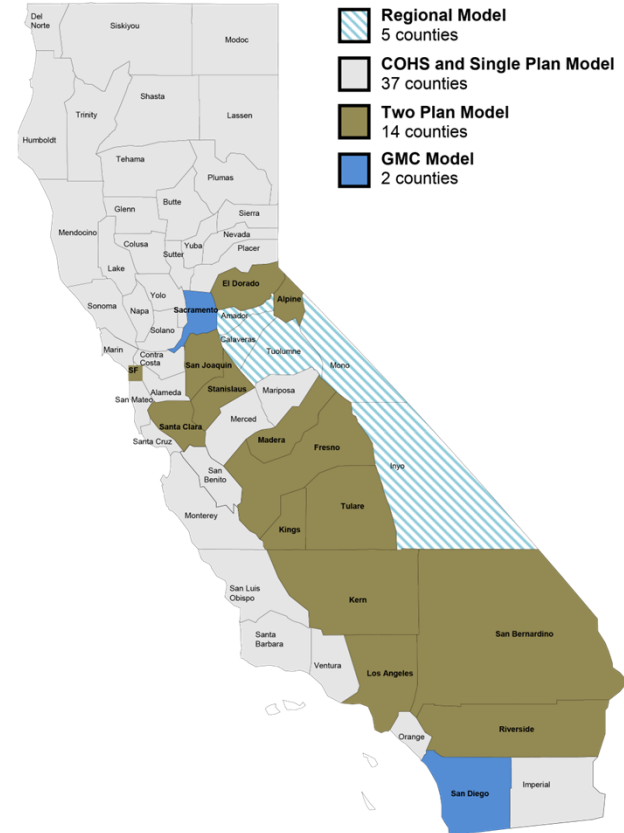 Regional Model
5 counties
COHS and Single Plan Model
37 counties
Two Plan Model
14 counties
GMC Model
2 counties
Del
Norte
Siskiyou
Modoc
Humboldt
Trinity
Shasta
Lassen
Tehama
Plumas
Glenn
Butte
Sierra
Mendocino
Colusa
Yuba
Nevada
Placer
Lake
Sutter
El Dorado
Alpine
Sonoma
Napa
Yolo
Sacramento
Amador
Solano
Calaveras
Marin
Contra
Costa
San Joaquin
Tuolumne
Mono
SF
Alameda
Stanislaus
Mariposa
San Mateo
Merced
Santa Clara
Santa Cruz
Madera
Fresno
San
Benito
Inyo
Monterey
Tulare
Kings
San Luis
Obispo
Kern
Santa
Barbara
San Bernardino
Ventura
Los Angeles
Orange
Riverside
San Diego
Imperial